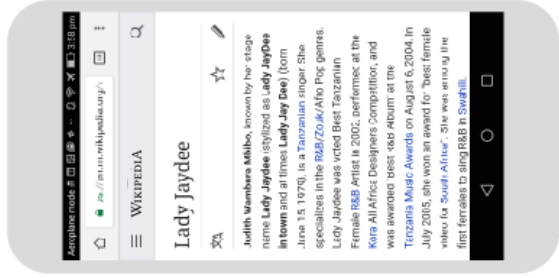 Aeroplane mode 3:18 pm
WIKIPEDIA
Lady Jaydee
Judith Wambura Mbibo, known by her stage
name Lady Jaydee (stylized as Lady JayDee
in town and at times Lady Jay Dee) (born
June 15, 1979), is a Tanzanian singer. She
specializes in the R&B/Zouk/Afro Pop genres.
Lady Jaydee was voted Best Tanzanian
Female R&B Artist in 2002, performed at the
Kora All Africa Designers Competition, and
was awarded "Best R&B Album" at the
Tanzania Music Awards on August 6, 2004. In
July 2005, she won an award for "best female
video for South Africa". She was among the
first females to sing R&B in Swahili.